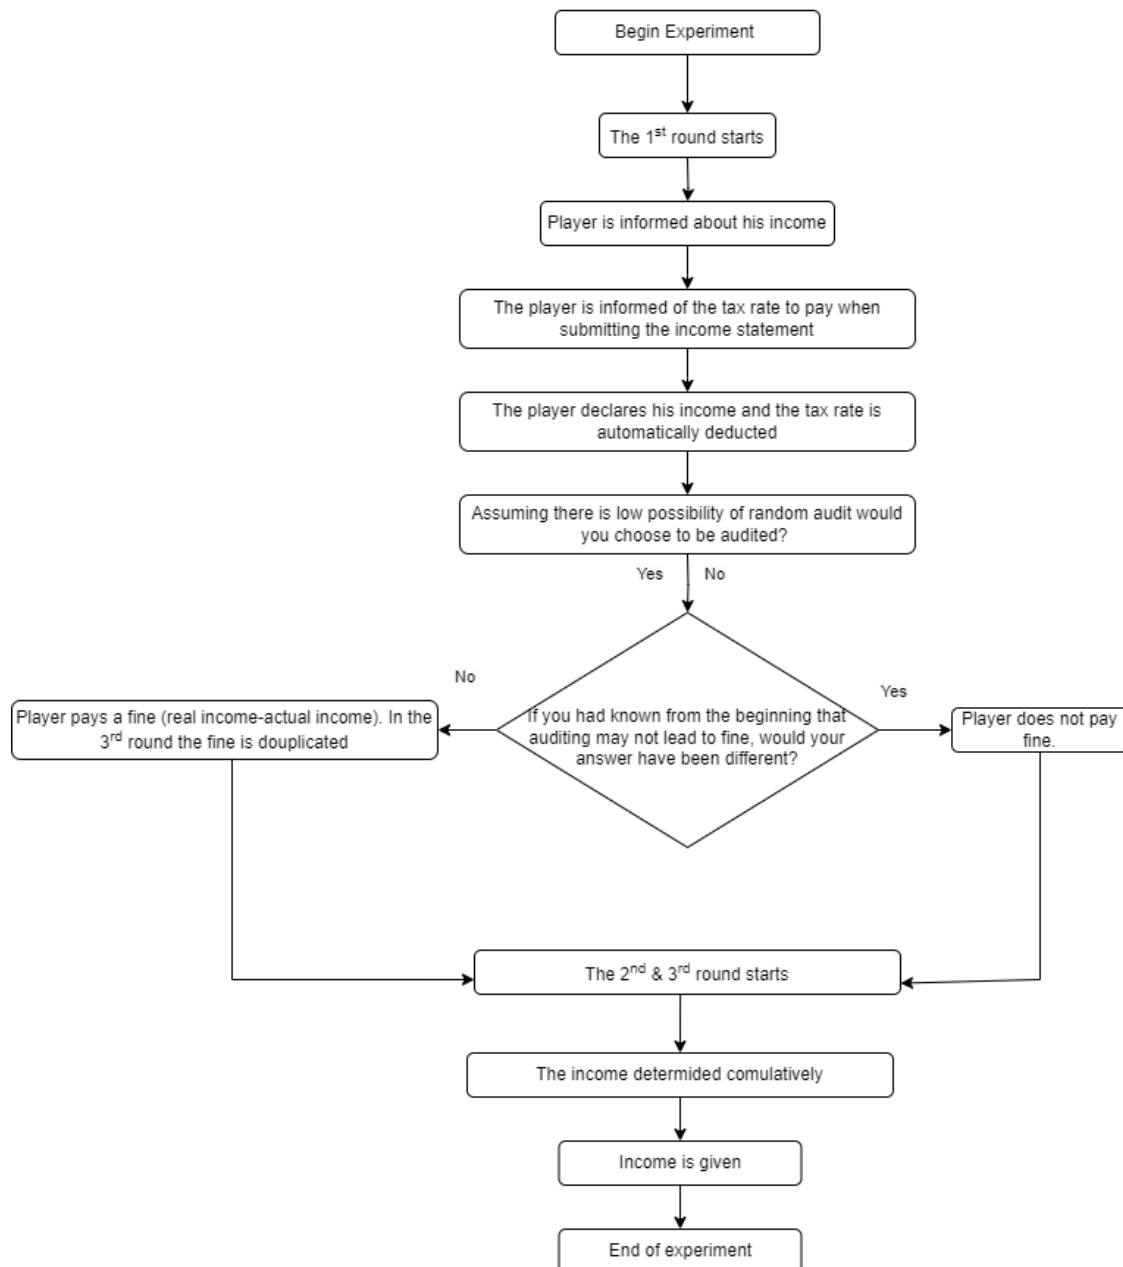 Begin Experiment
The 1st round starts
Player is informed about his income
The player is informed of the tax rate to pay when
submitting the income statement
The player declares his income and the tax rate is
automatically deducted
Assuming there is low possibility of random audit would
you choose to be audited?
Yes No
No
Yes
Player pays a fine (real income-actual income). In the
3rd round the fine is douplicated
If you had known from the beginning that
auditing may not lead to fine, would your
answer have been different?
Player does not pay
fine.
The 2nd & 3rd round starts
The income determided comulatively
Income is given
End of experiment